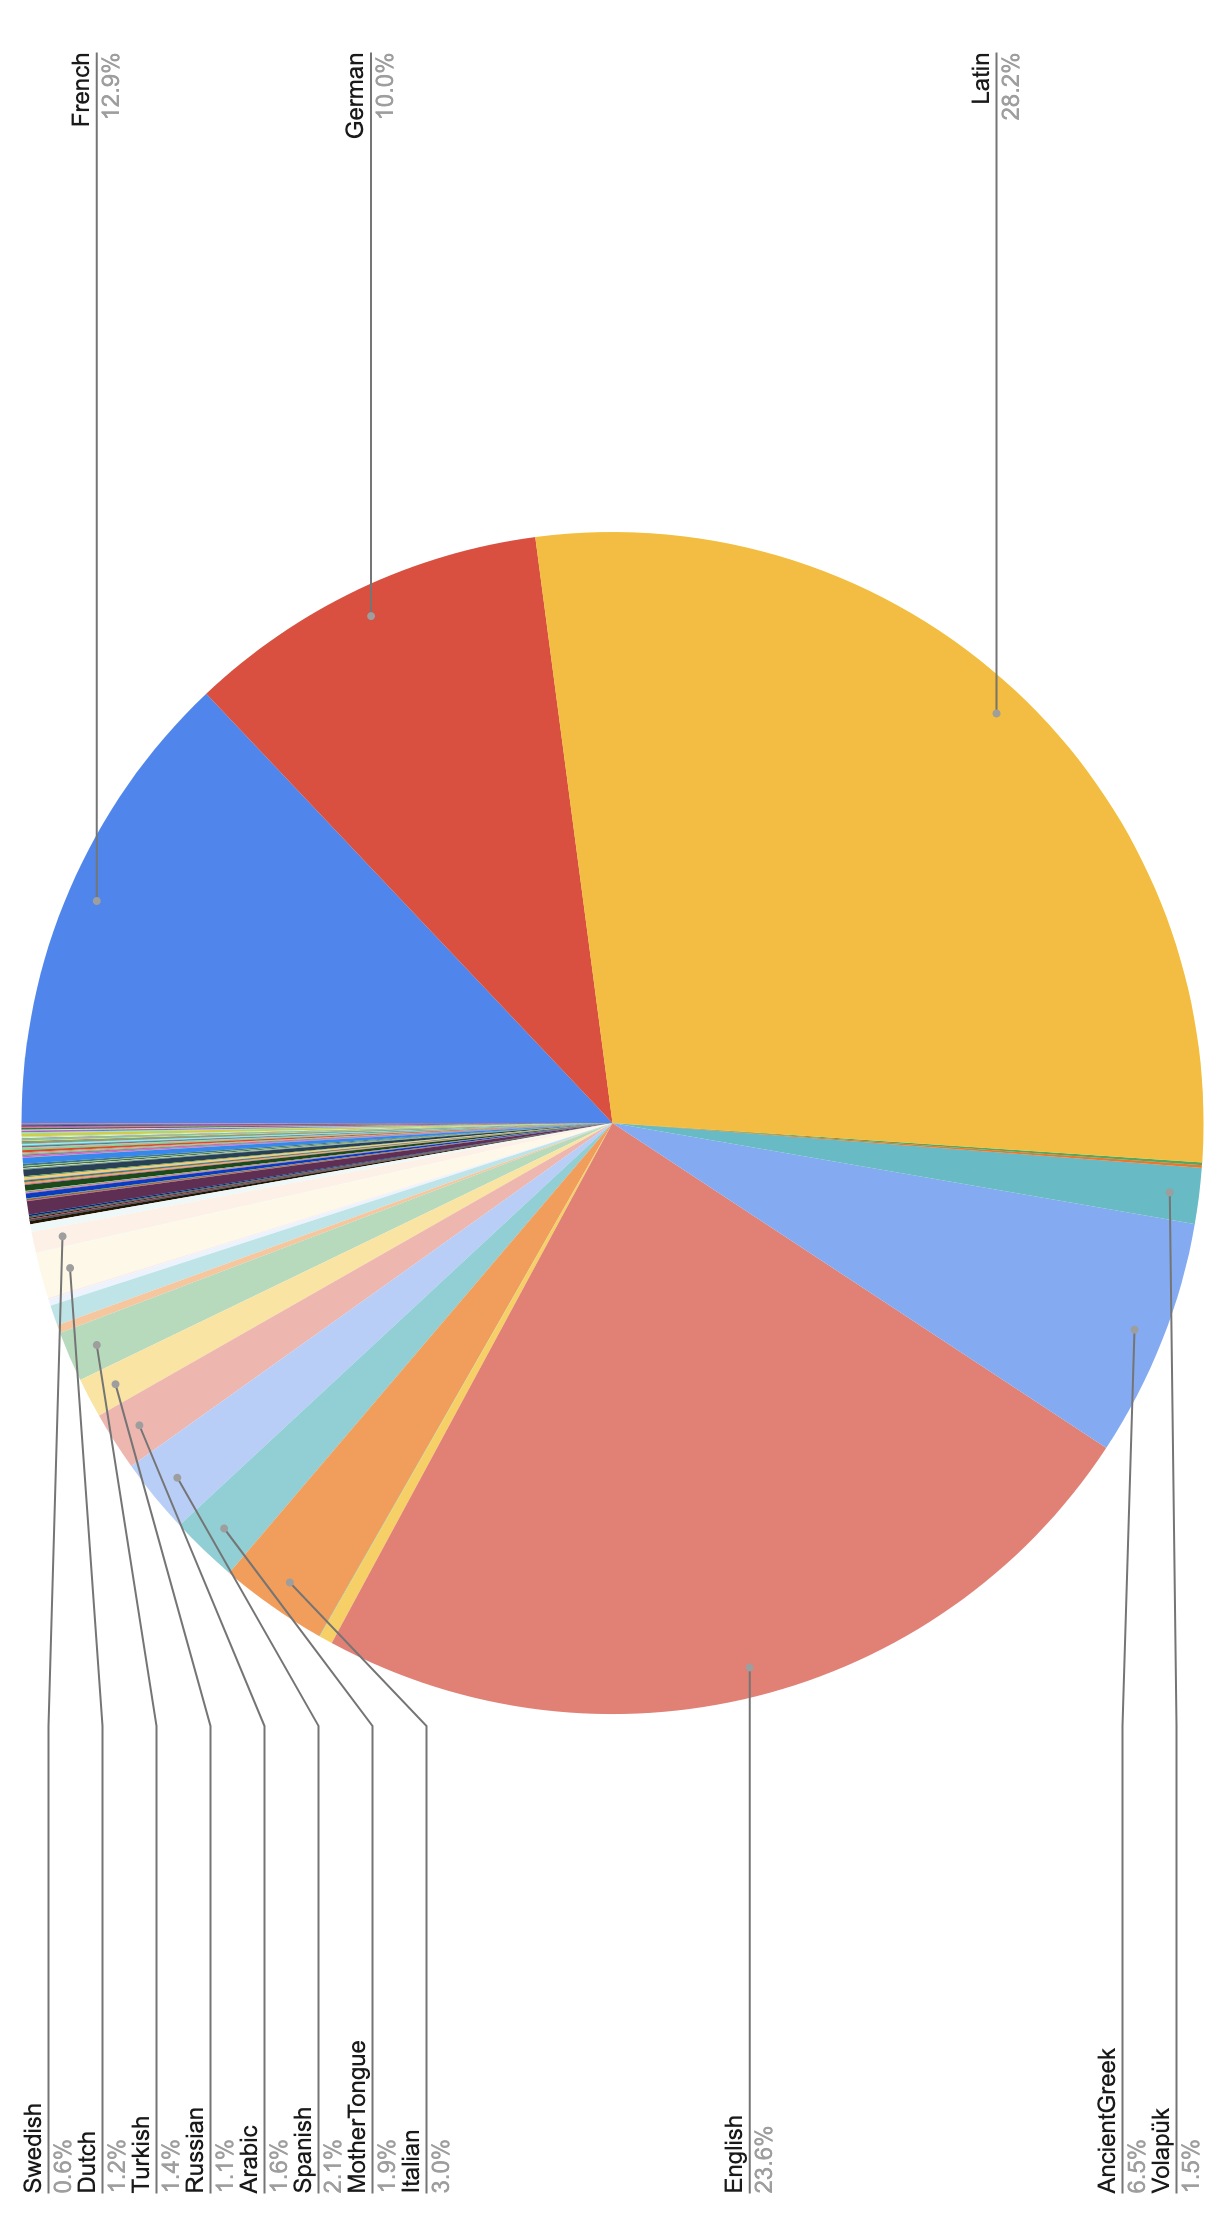 French
12.9%
German
10.0%
Latin
28.2%
Swedish
0.6%
Dutch
1.2%
Turkish
1.4%
Russian
1.1%
Arabic
1.6%
Spanish
2.1%
MotherTongue
1.9%
Italian
3.0%
English
23.6%
AncientGreek
6.5%
Volapük
1.5%